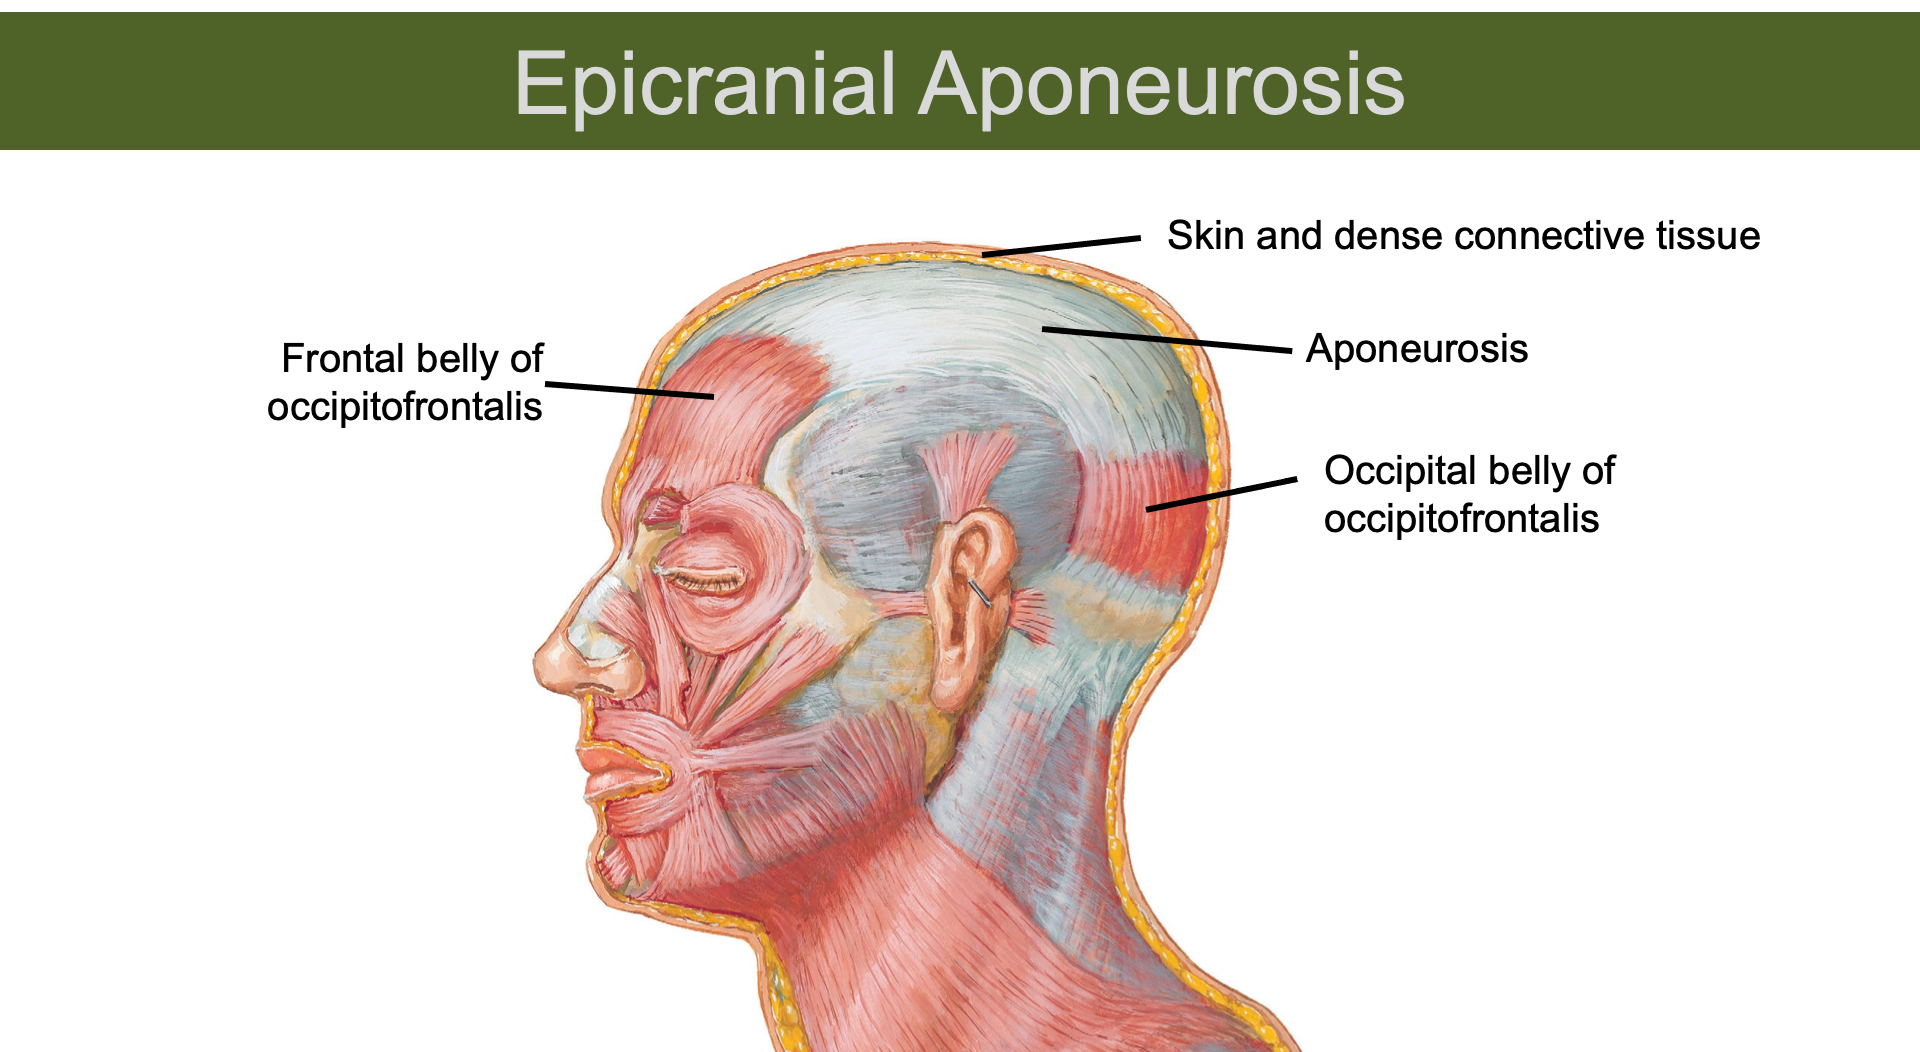 Epicranial Aponeurosis
Skin and dense connective tissue
Frontal belly of
occipitofrontalis
Aponeurosis
Occipital belly of
occipitofrontalis